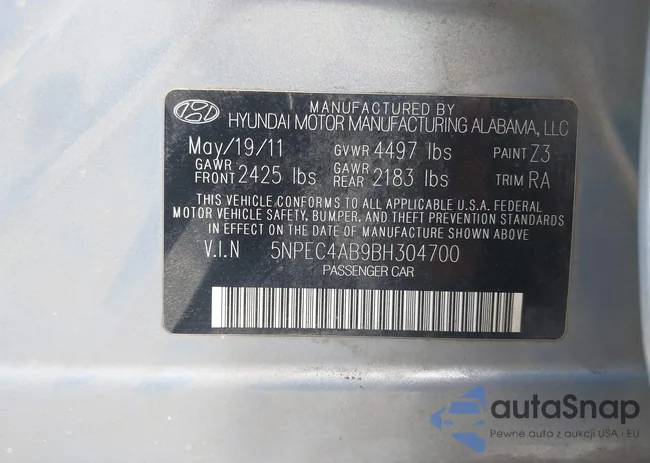 MANUFACTURED BY
HYUNDAI MOTOR MANUFACTURING ALABAMA, LLC
May/19/11 GVWR 4497 lbs PAINT Z3
GAWR FRONT 2425 lbs GAWR REAR 2183 lbs TRIM RA
THIS VEHICLE CONFORMS TO ALL APPLICABLE U.S.A. FEDERAL
MOTOR VEHICLE SAFETY, BUMPER, AND THEFT PREVENTION STANDARDS
IN EFFECT ON THE DATE OF MANUFACTURE SHOWN ABOVE
V.I.N 5NPEC4AB9BH304700
PASSENGER CAR
autaSnap
Pewne auto z aukcji USA i EU